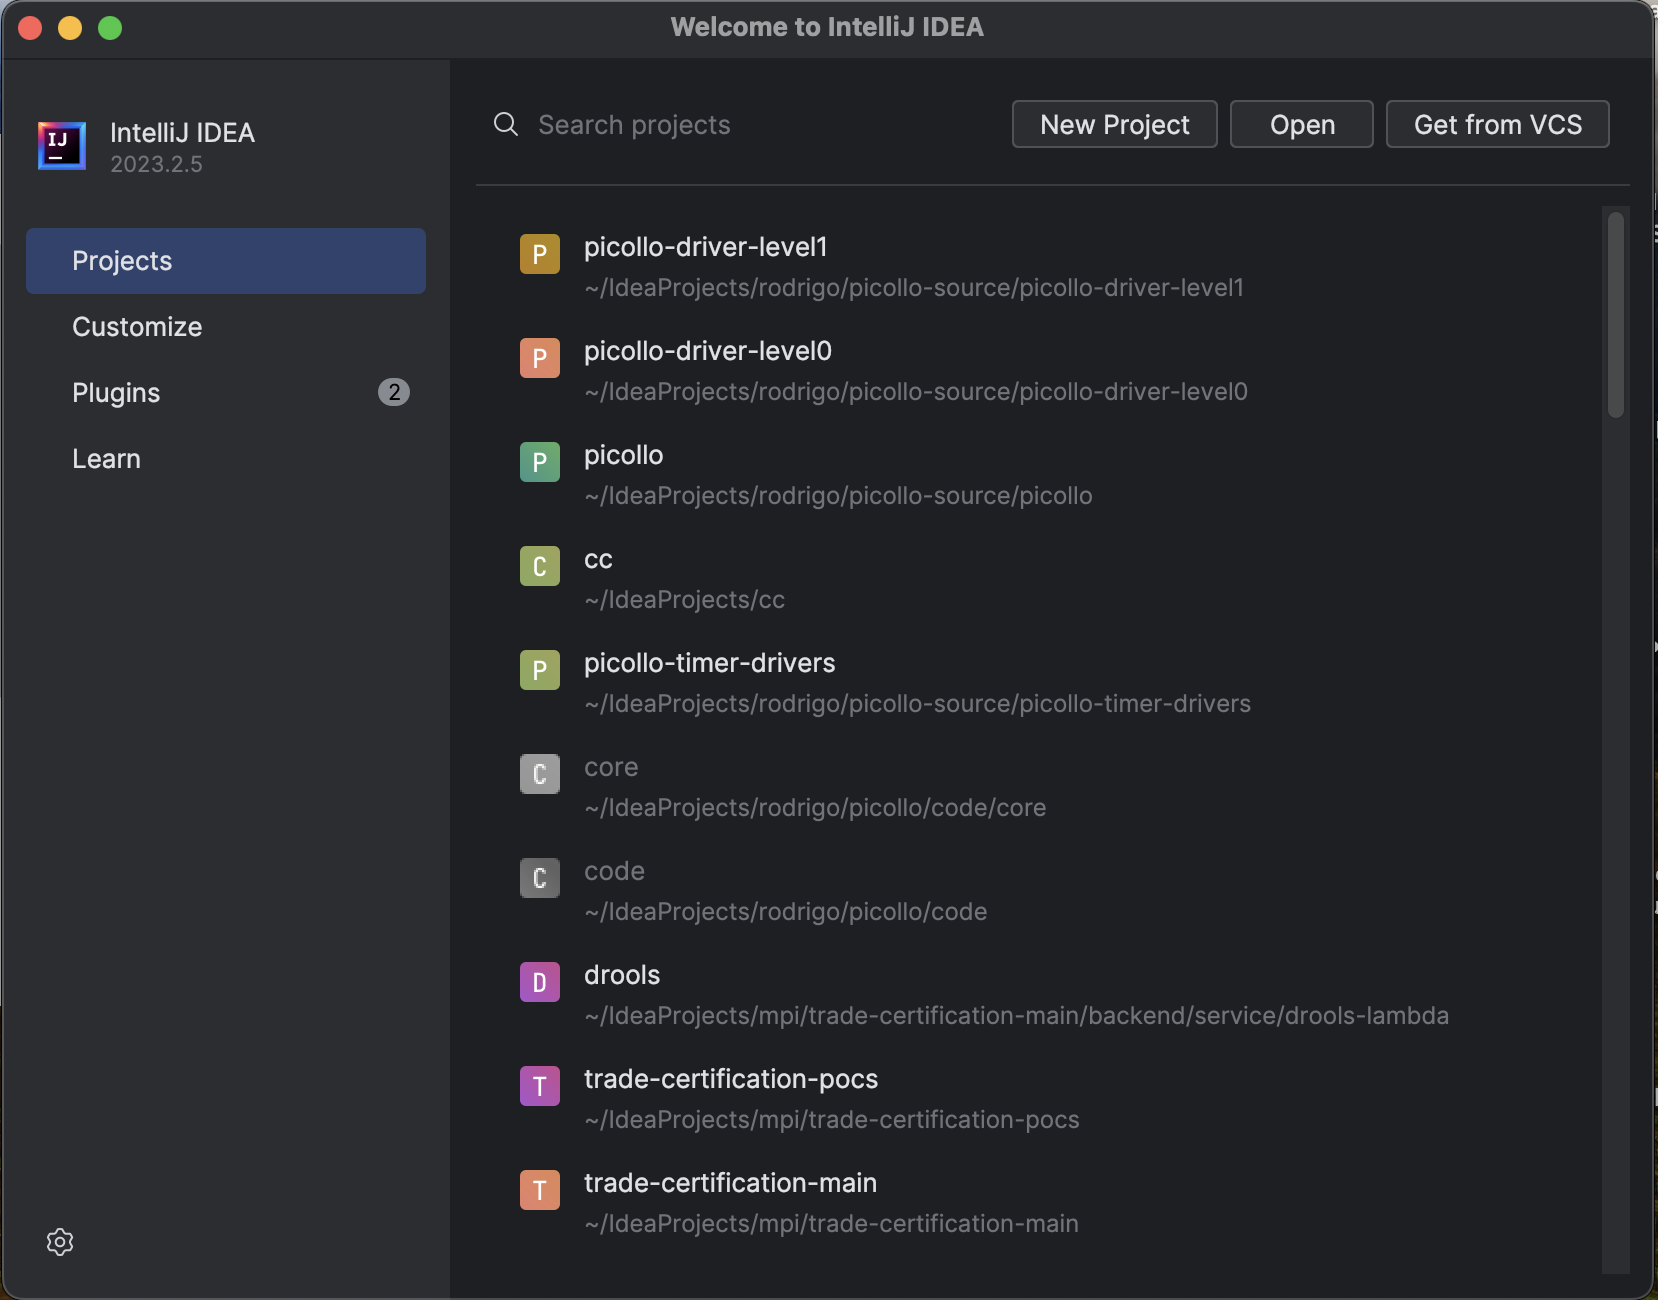 Welcome to IntelliJ IDEA
IJ
IntelliJ IDEA
2023.2.5
Projects
Customize
Plugins 2
Learn
Search projects
New Project
Open
Get from VCS
P picollo-driver-level1
~/IdeaProjects/rodrigo/picollo-source/picollo-driver-level1
P picollo-driver-level0
~/IdeaProjects/rodrigo/picollo-source/picollo-driver-level0
P picollo
~/IdeaProjects/rodrigo/picollo-source/picollo
C cc
~/IdeaProjects/cc
P picollo-timer-drivers
~/IdeaProjects/rodrigo/picollo-source/picollo-timer-drivers
C core
~/IdeaProjects/rodrigo/picollo/code/core
C code
~/IdeaProjects/rodrigo/picollo/code
D drools
~/IdeaProjects/mpi/trade-certification-main/backend/service/drools-lambda
T trade-certification-pocs
~/IdeaProjects/mpi/trade-certification-pocs
T trade-certification-main
~/IdeaProjects/mpi/trade-certification-main